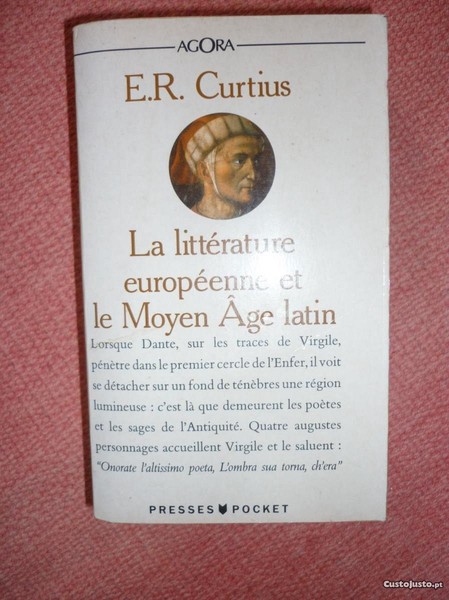 AGORA
E.R. Curtius
La littérature
européenne et
le Moyen Âge latin
Lorsque Dante, sur les traces de Virgile,
pénètre dans le premier cercle de l'Enfer, il voit
se détacher sur un fond de ténèbres une région
lumineuse : c'est là que demeurent les poètes
et les sages de l'Antiquité. Quatre augustes
personnages accueillent Virgile et le saluent :
"Onorate l'altissimo poeta, L'ombra sua torna, ch'era"
PRESSES POCKET
CustoJusto.pt